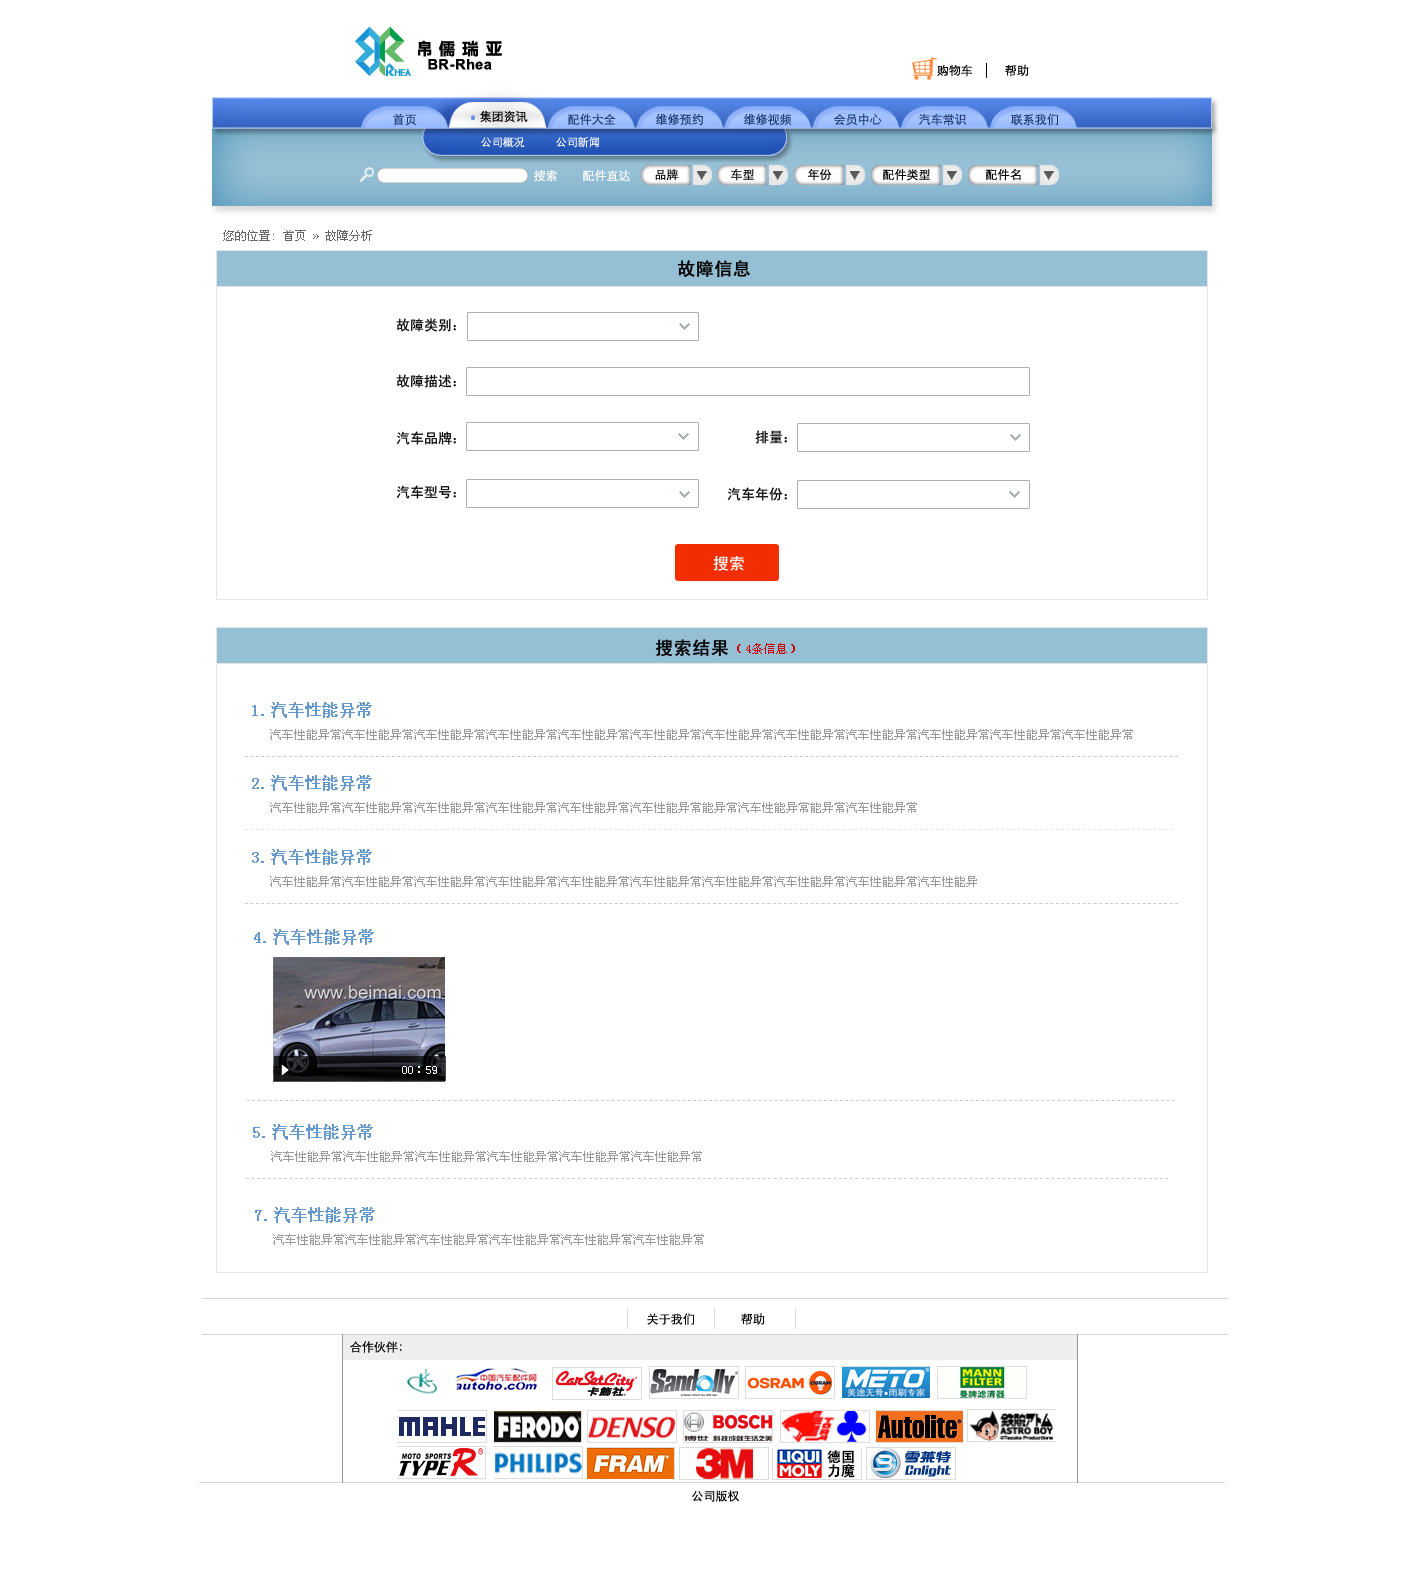 帛儒瑞亚
BR-Rhea
RHEA
购物车 帮助
首页 集团资讯 配件大全 维修预约 维修视频 会员中心 汽车常识 联系我们
公司概况 公司新闻
搜索 配件直达 品牌 车型 年份 配件类型 配件名
您的位置：首页 » 故障分析
故障信息
故障类别：
故障描述：
汽车品牌： 排量：
汽车型号： 汽车年份：
搜索
搜索结果（4条信息）
1. 汽车性能异常
汽车性能异常汽车性能异常汽车性能异常汽车性能异常汽车性能异常汽车性能异常汽车性能异常汽车性能异常汽车性能异常汽车性能异常汽车性能异常汽车性能异常
2. 汽车性能异常
汽车性能异常汽车性能异常汽车性能异常汽车性能异常汽车性能异常汽车性能异常能异常汽车性能异常能异常汽车性能异常
3. 汽车性能异常
汽车性能异常汽车性能异常汽车性能异常汽车性能异常汽车性能异常汽车性能异常汽车性能异常汽车性能异常汽车性能异常汽车性能异
4. 汽车性能异常
www.beimai.com
00：59
5. 汽车性能异常
汽车性能异常汽车性能异常汽车性能异常汽车性能异常汽车性能异常汽车性能异常
7. 汽车性能异常
汽车性能异常汽车性能异常汽车性能异常汽车性能异常汽车性能异常汽车性能异常
关于我们 帮助
合作伙伴：
中国汽车配件网 autoho.com CarSetCity 卡飾社 Sandolly OSRAM OSRAM METO 美途无骨•雨刷专家 MANN FILTER 曼牌滤清器
MAHLE FERODO DENSO BOSCH 博世 科技成就生活之美 Autolite 鉄腕アトム ASTRO BOY ©Tezuka Productions
MOTO SPORTS TYPE R PHILIPS FRAM 3M LIQUI MOLY 德国力魔 雪莱特 Cnlight
公司版权